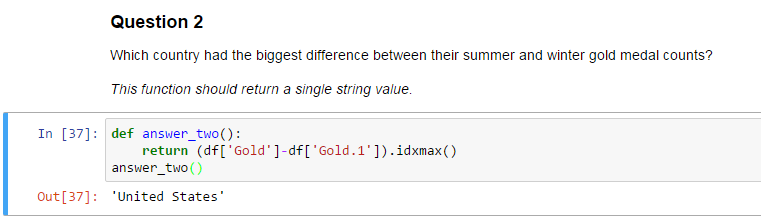 Question 2
Which country had the biggest difference between their summer and winter gold medal counts?
This function should return a single string value.
In [37]: def answer_two():
    return (df['Gold']-df['Gold.1']).idxmax()
answer_two()
Out[37]: 'United States'